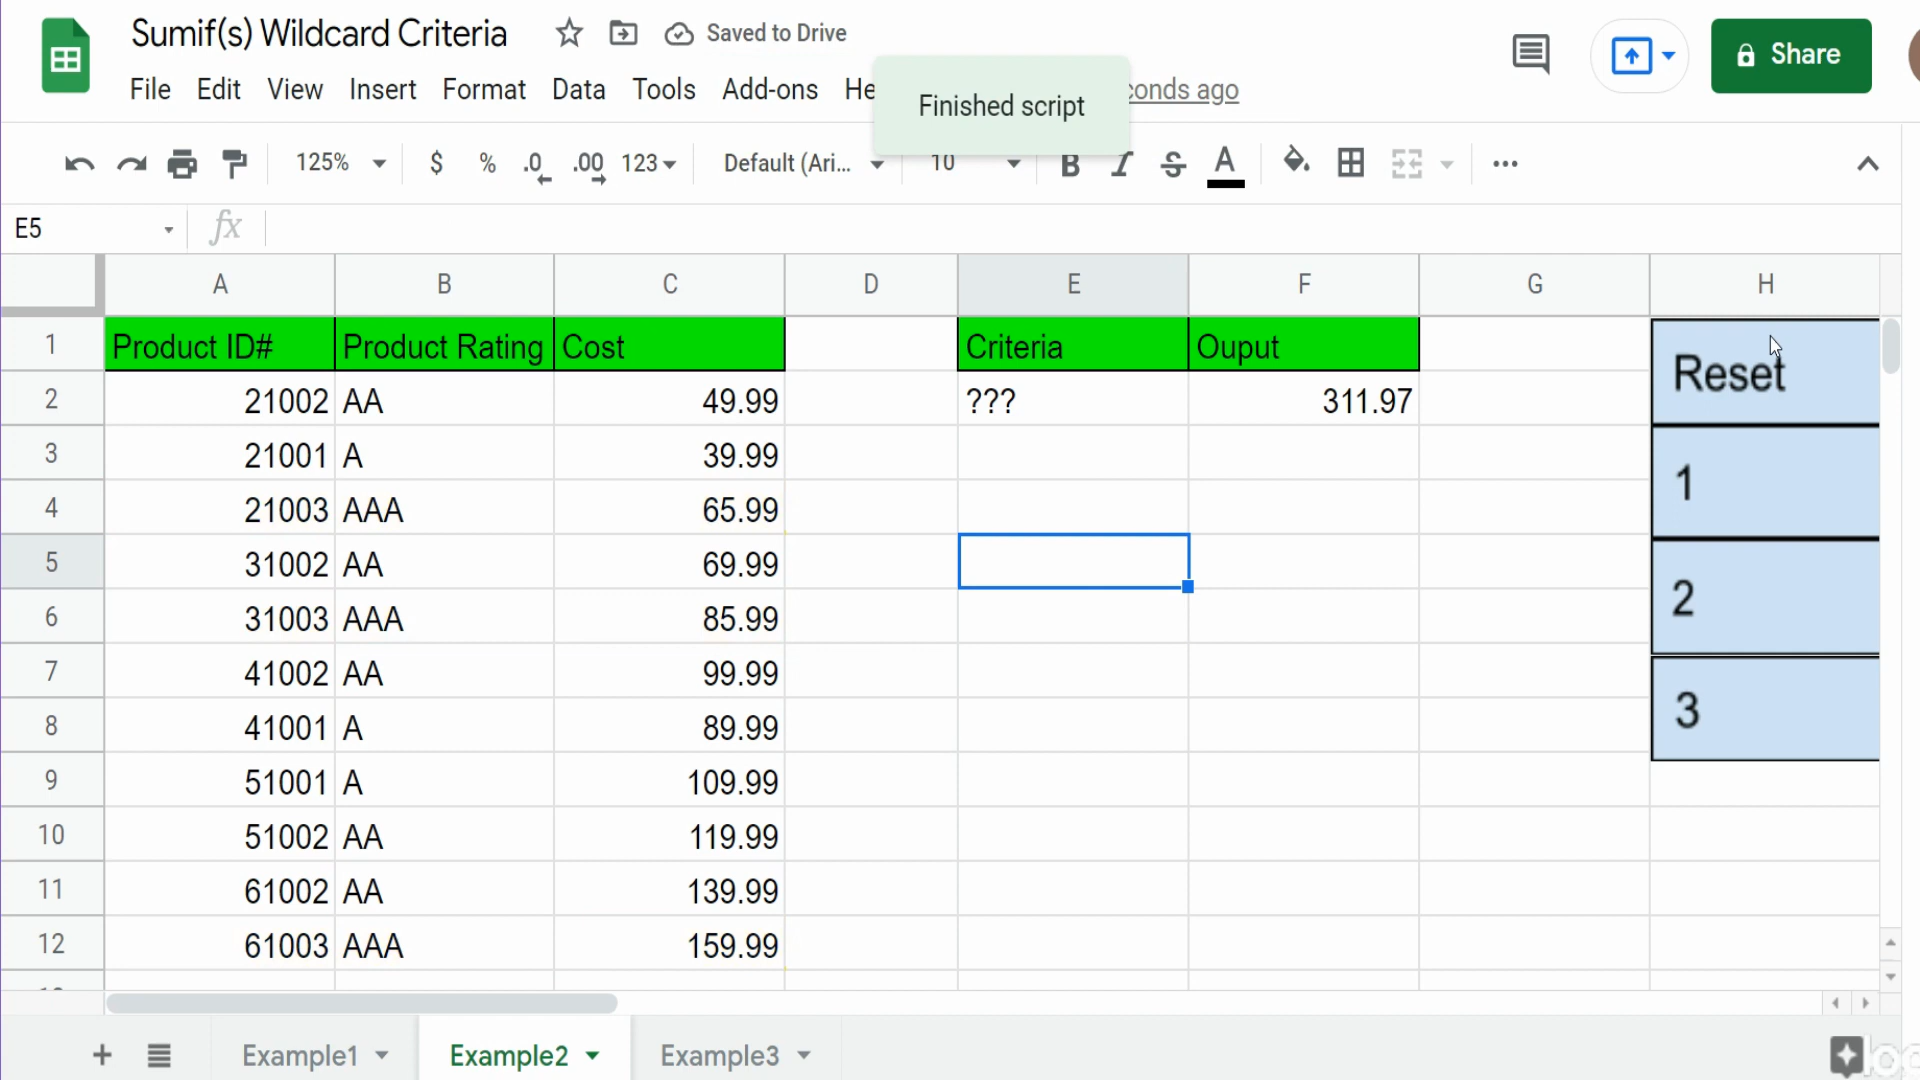 Sumif(s) Wildcard Criteria Saved to Drive
Share
File Edit View Insert Format Data Tools Add-ons He conds ago
Finished script
125% $ % .0 .00 123 Default (Ari... 10 B I S A
E5 fx
A B C D E F G H
1 Product ID# Product Rating Cost Criteria Ouput
Reset
2 21002 AA 49.99 ??? 311.97
3 21001 A 39.99
1
4 21003 AAA 65.99
5 31002 AA 69.99
2
6 31003 AAA 85.99
7 41002 AA 99.99
3
8 41001 A 89.99
9 51001 A 109.99
10 51002 AA 119.99
11 61002 AA 139.99
12 61003 AAA 159.99
+ Example1 Example2 Example3